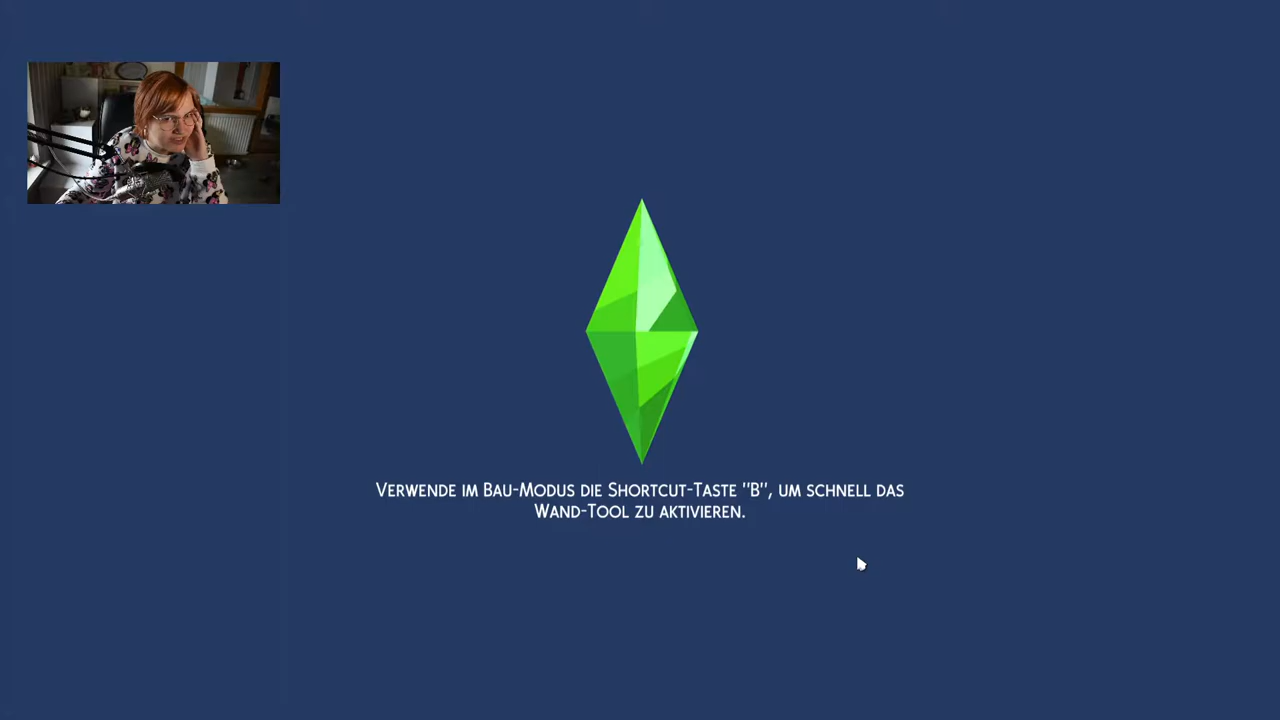 Verwende im Bau-Modus die Shortcut-Taste "B", um schnell das
Wand-Tool zu aktivieren.